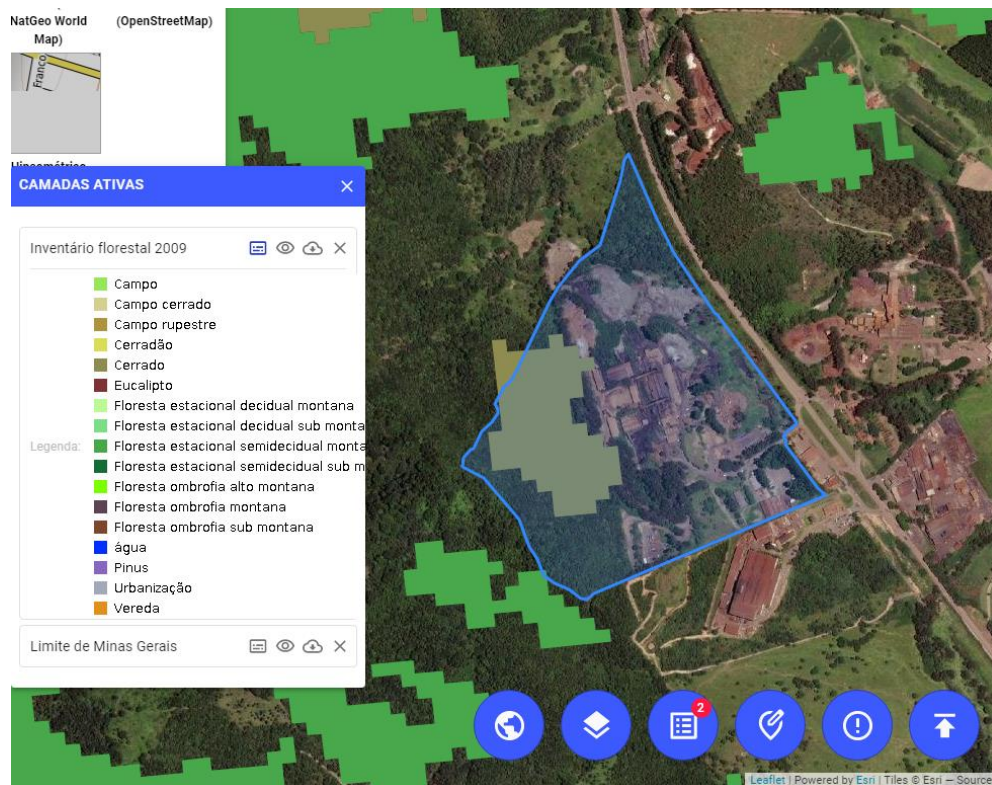 NatGeo World
Map)
(OpenStreetMap)
Franco
Hipsométrico
CAMADAS ATIVAS
Inventário florestal 2009
Legenda:
Campo
Campo cerrado
Campo rupestre
Cerradão
Cerrado
Eucalipto
Floresta estacional decidual montana
Floresta estacional decidual sub monta
Floresta estacional semidecidual monta
Floresta estacional semidecidual sub m
Floresta ombrofia alto montana
Floresta ombrofia montana
Floresta ombrofia sub montana
água
Pinus
Urbanização
Vereda
Limite de Minas Gerais
2
Leaflet | Powered by Esri | Tiles © Esri — Source